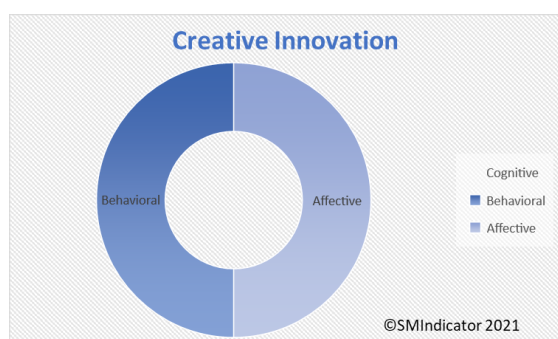 Creative Innovation
Behavioral
Affective
Cognitive
Behavioral
Affective
©SMIndicator 2021